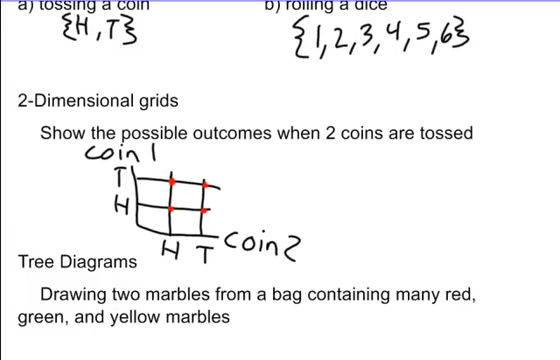 a) tossing a coin b) rolling a dice
{H,T} {1,2,3,4,5,6}
2-Dimensional grids
Show the possible outcomes when 2 coins are tossed
coin 1
T
H
H T coin2
Tree Diagrams
Drawing two marbles from a bag containing many red,
green, and yellow marbles